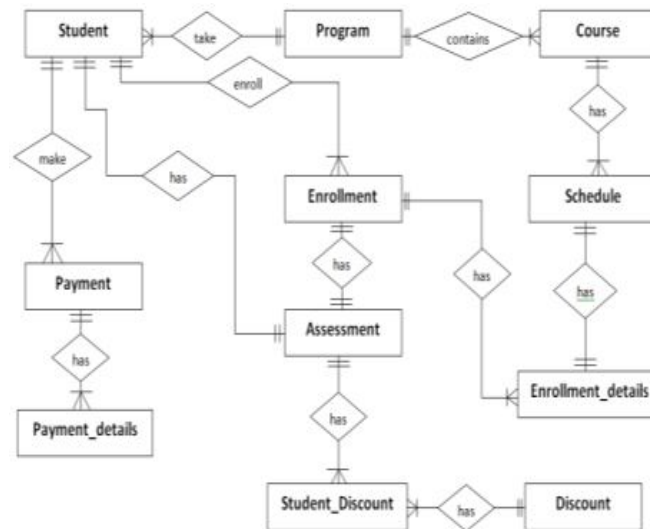 Student
take
Program
contains
Course
enroll
has
make
has
Enrollment
Schedule
has
has
has
Payment
Assessment
has
Enrollment_details
Payment_details
has
Student_Discount
has
Discount